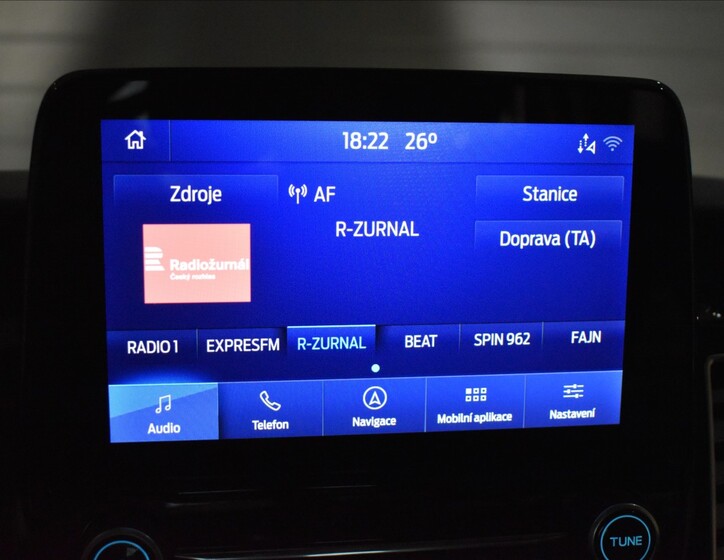 18:22 26º
Zdroje
AF
Stanice
R-ZURNAL
Doprava (TA)
Radiožurnál
Český rozhlas
RADIO 1
EXPRESFM
R-ZURNAL
BEAT
SPIN 962
FAJN
Audio
Telefon
Navigace
Mobilní aplikace
Nastavení
TUNE